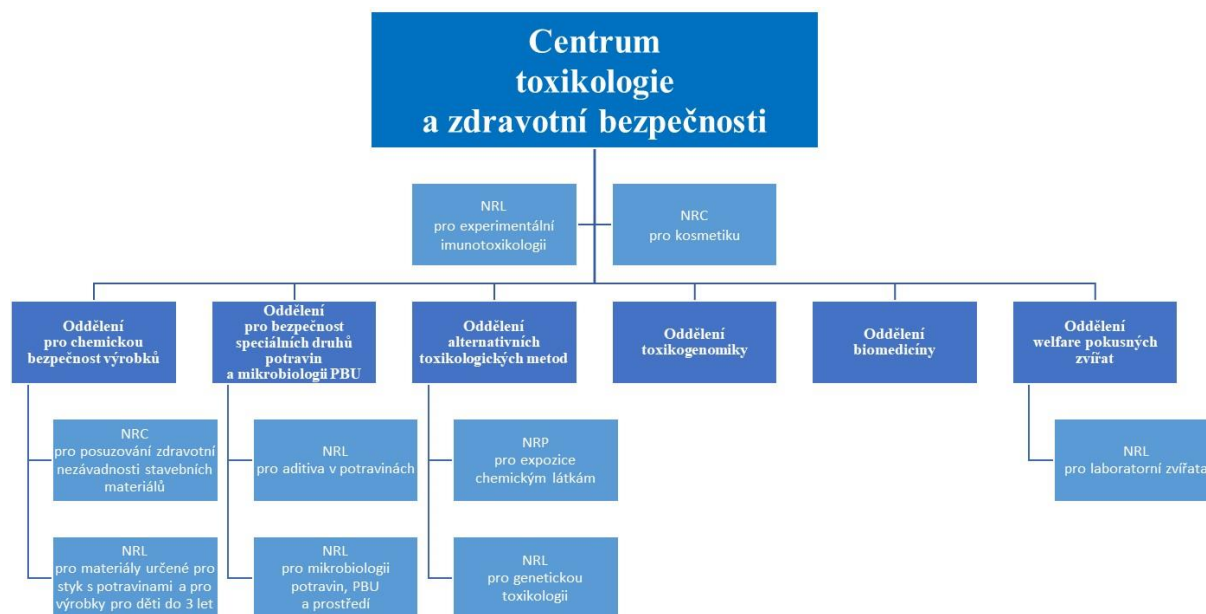 Centrum
toxikologie
a zdravotní bezpečnosti
NRL
pro experimentální
imunotoxikologii
NRC
pro kosmetiku
Oddělení
pro chemickou
bezpečnost výrobků
Oddělení
pro bezpečnost
speciálních druhů
potravin
a mikrobiologii PBU
Oddělení
alternativních
toxikologických metod
Oddělení
toxikogenomiky
Oddělení
biomedicíny
Oddělení
welfare pokusných
zvířat
NRC
pro posuzování zdravotní
nezávadnosti stavebních
materiálů
NRL
pro aditiva v potravinách
NRP
pro expozice
chemickým látkám
NRL
pro laboratorní zvířata
NRL
pro materiály určené pro
styk s potravinami a pro
výrobky pro děti do 3 let
NRL
pro mikrobiologii
potravin, PBU
a prostředí
NRL
pro genetickou
toxikologii